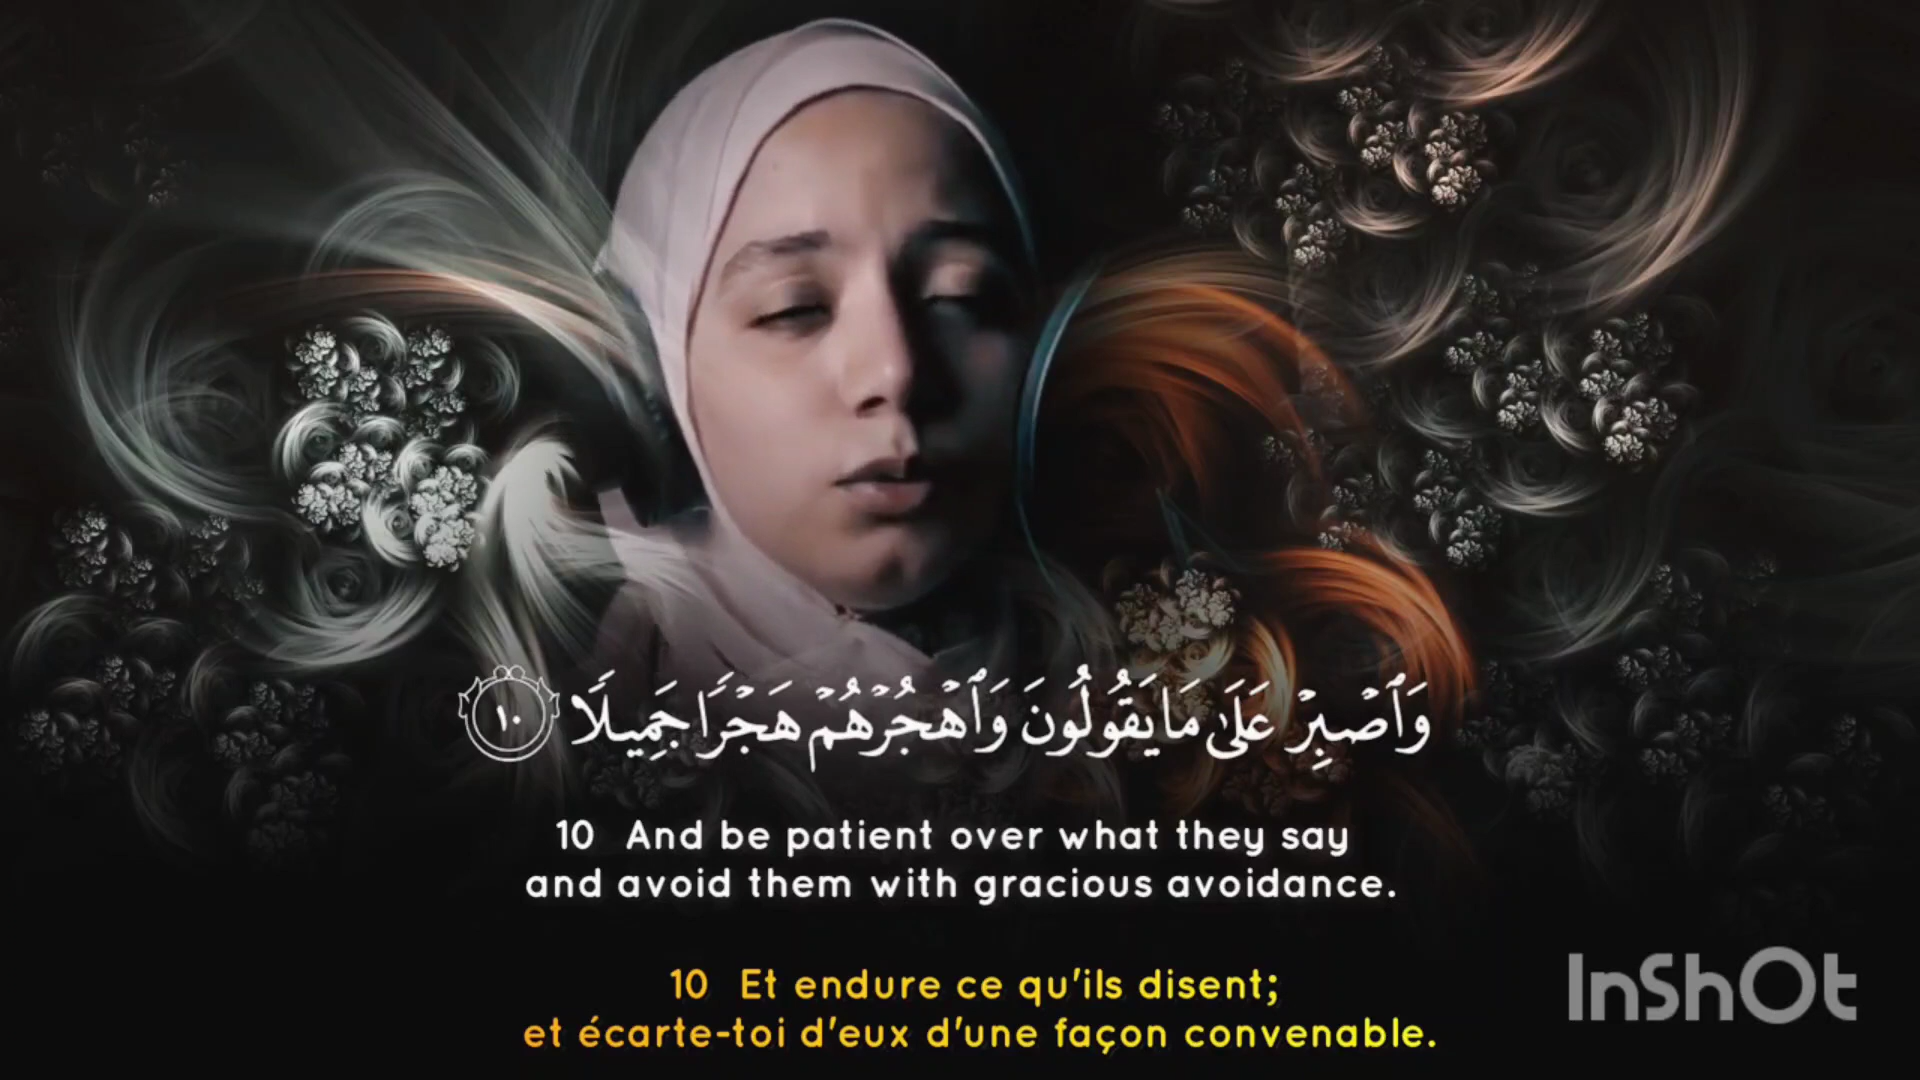 وَٱصۡبِرۡ عَلَىٰ مَا يَقُولُونَ وَٱهۡجُرۡهُمۡ هَجۡرٗا جَمِيلٗا ١٠
10 And be patient over what they say
and avoid them with gracious avoidance.
10 Et endure ce qu'ils disent;
et écarte-toi d'eux d'une façon convenable.
InShOt